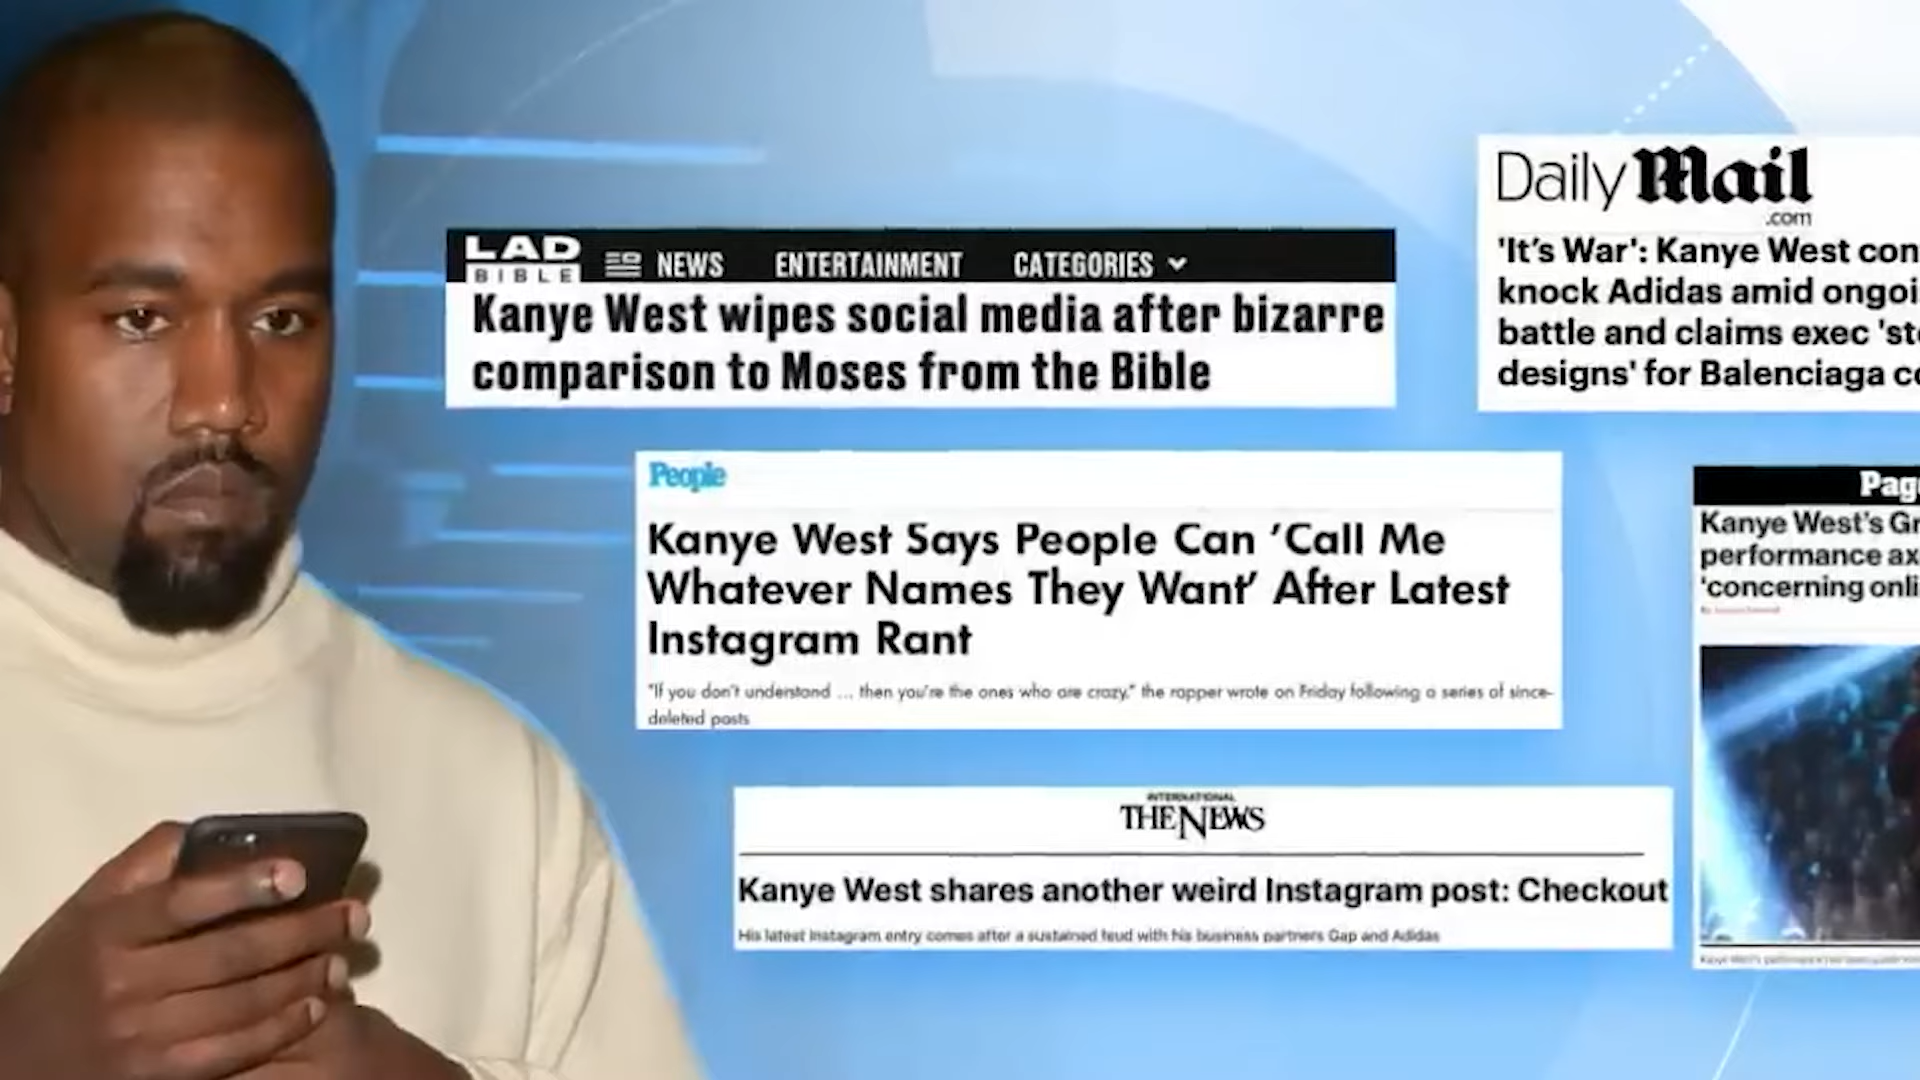 LAD
BIBLE
NEWS ENTERTAINMENT CATEGORIES
Kanye West wipes social media after bizarre
comparison to Moses from the Bible
Daily Mail
.com
'It's War': Kanye West con
knock Adidas amid ongoi
battle and claims exec 'st
designs' for Balenciaga c
People
Kanye West Says People Can 'Call Me
Whatever Names They Want' After Latest
Instagram Rant
"If you don't understand ... then you're the ones who are crazy," the rapper wrote on Friday following a series of since-
deleted posts
INTERNATIONAL
THE NEWS
Kanye West shares another weird Instagram post: Checkout
His latest Instagram entry comes after a sustained feud with his business partners Gap and Adidas
Pag
Kanye West's Gr
performance ax
'concerning onli